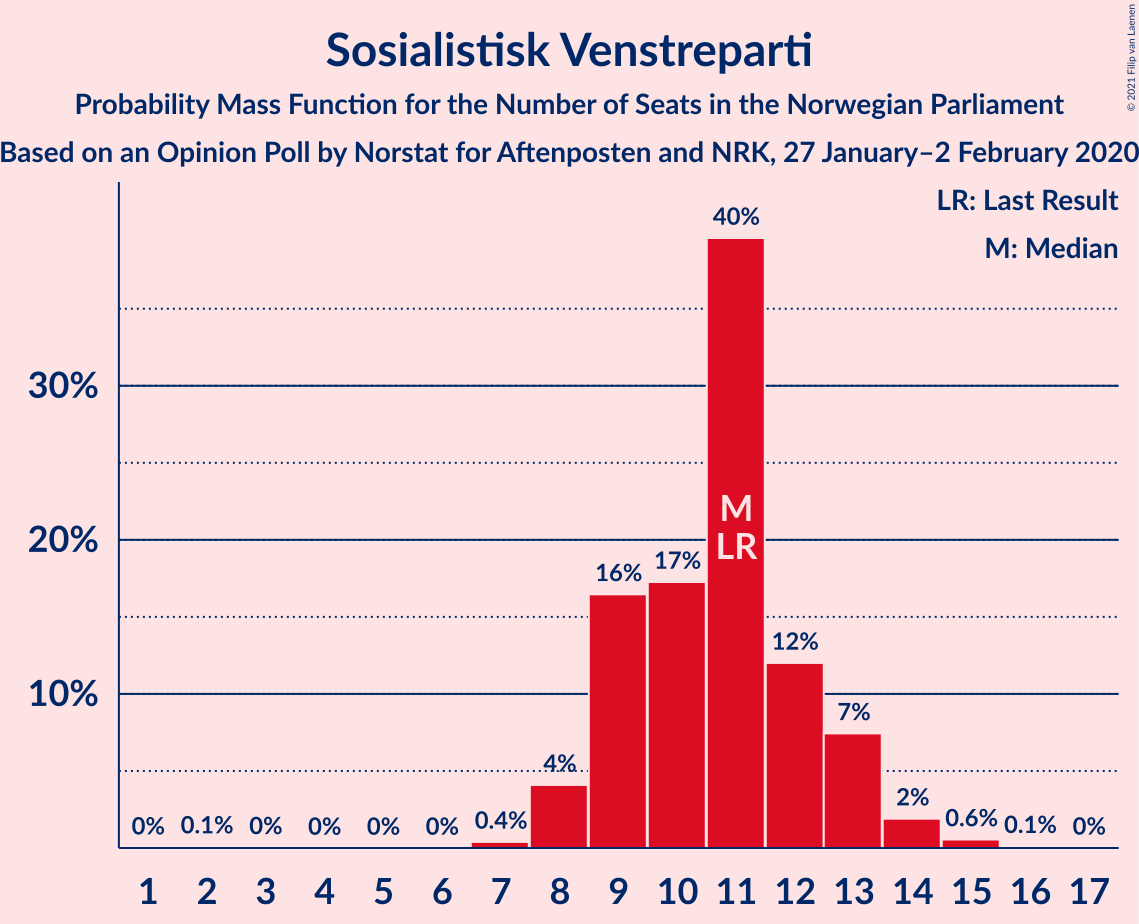 Sosialistisk Venstreparti
Probability Mass Function for the Number of Seats in the Norwegian Parliament
Based on an Opinion Poll by Norstat for Aftenposten and NRK, 27 January–2 February 2020
© 2021 Filip van Laenen
LR: Last Result
M: Median
40%
30%
20%
10%
M
LR
0% 0.1% 0% 0% 0% 0% 0.4% 4% 16% 17% 12% 7% 2% 0.6% 0.1% 0%
1 2 3 4 5 6 7 8 9 10 11 12 13 14 15 16 17